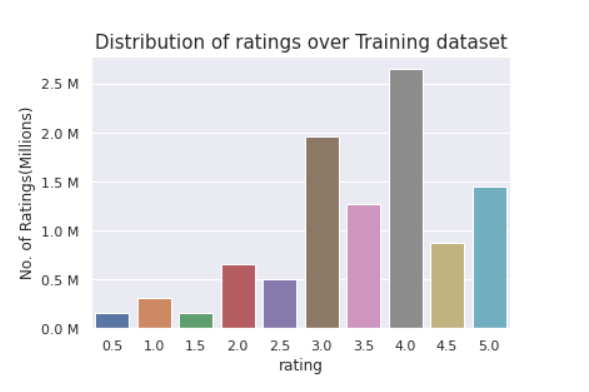 Distribution of ratings over Training dataset
No. of Ratings(Millions)
2.5 M
2.0 M
1.5 M
1.0 M
0.5 M
0.0 M
0.5 1.0 1.5 2.0 2.5 3.0 3.5 4.0 4.5 5.0
rating